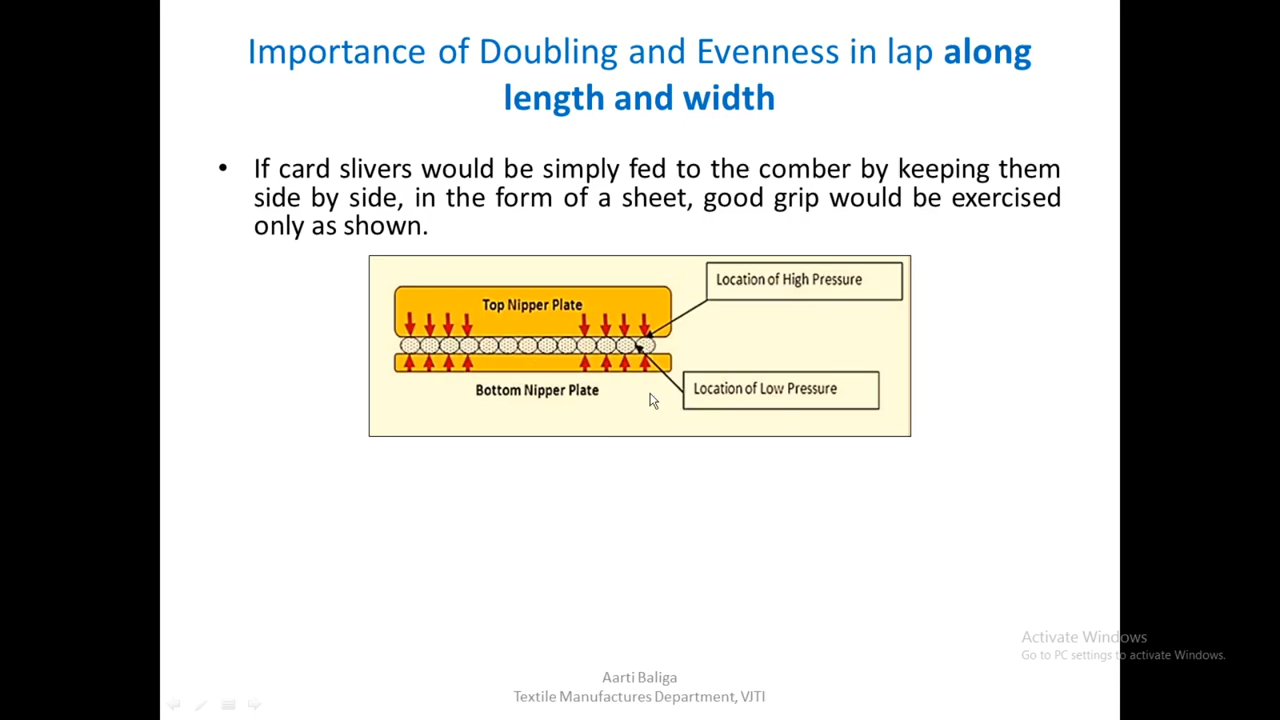 Importance of Doubling and Evenness in lap along
length and width
• If card slivers would be simply fed to the comber by keeping them
side by side, in the form of a sheet, good grip would be exercised
only as shown.
Location of High Pressure
Top Nipper Plate
Bottom Nipper Plate
Location of Low Pressure
Activate Windows
Go to PC settings to activate Windows.
Aarti Baliga
Textile Manufactures Department, VJTI